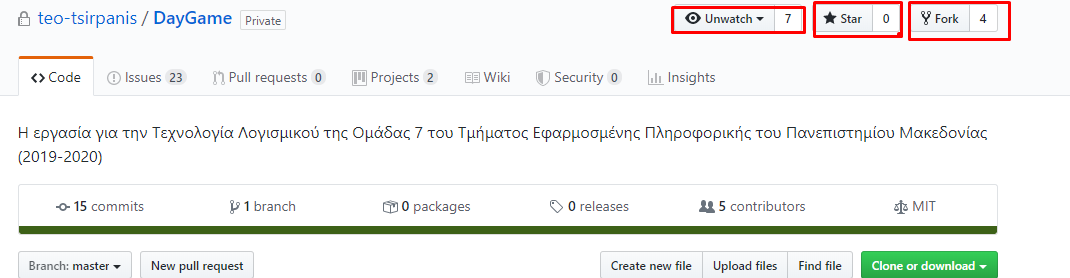 teo-tsirpanis / DayGame Private Unwatch 7 Star 0 Fork 4
Code Issues 23 Pull requests 0 Projects 2 Wiki Security 0 Insights
Η εργασία για την Τεχνολογία Λογισμικού της Ομάδας 7 του Τμήματος Εφαρμοσμένης Πληροφορικής του Πανεπιστημίου Μακεδονίας
(2019-2020)
15 commits 1 branch 0 packages 0 releases 5 contributors MIT
Branch: master New pull request Create new file Upload files Find file Clone or download